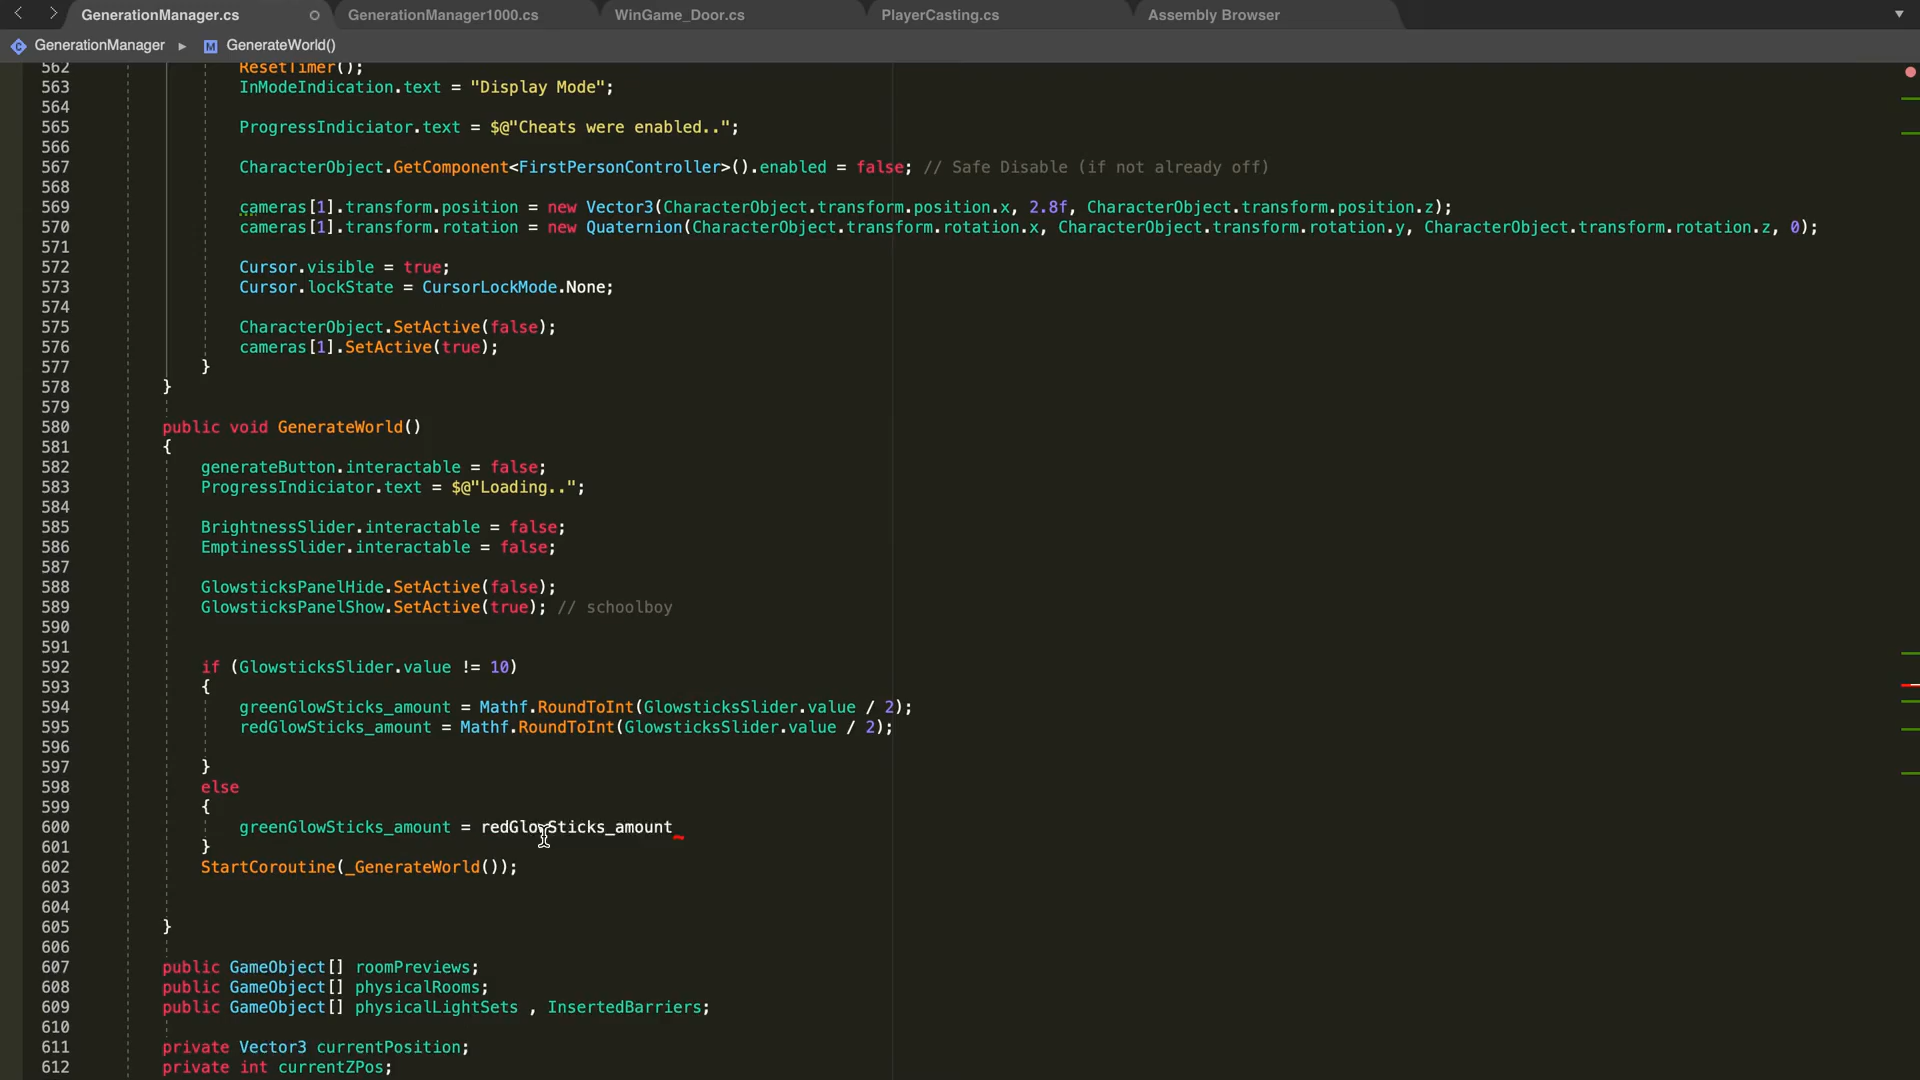 GenerationManager.cs GenerationManager1000.cs WinGame_Door.cs PlayerCasting.cs Assembly Browser
GenerationManager GenerateWorld()
562 ResetTimer();
563 InModeIndication.text = "Display Mode";
564
565 ProgressIndiciator.text = $@"Cheats were enabled..";
566
567 CharacterObject.GetComponent<FirstPersonController>().enabled = false; // Safe Disable (if not already off)
568
569 cameras[1].transform.position = new Vector3(CharacterObject.transform.position.x, 2.8f, CharacterObject.transform.position.z);
570 cameras[1].transform.rotation = new Quaternion(CharacterObject.transform.rotation.x, CharacterObject.transform.rotation.y, CharacterObject.transform.rotation.z, 0);
571
572 Cursor.visible = true;
573 Cursor.lockState = CursorLockMode.None;
574
575 CharacterObject.SetActive(false);
576 cameras[1].SetActive(true);
577 }
578 }
579
580 public void GenerateWorld()
581 {
582 generateButton.interactable = false;
583 ProgressIndiciator.text = $@"Loading..";
584
585 BrightnessSlider.interactable = false;
586 EmptinessSlider.interactable = false;
587
588 GlowsticksPanelHide.SetActive(false);
589 GlowsticksPanelShow.SetActive(true); // schoolboy
590
591
592 if (GlowsticksSlider.value != 10)
593 {
594 greenGlowSticks_amount = Mathf.RoundToInt(GlowsticksSlider.value / 2);
595 redGlowSticks_amount = Mathf.RoundToInt(GlowsticksSlider.value / 2);
596
597 }
598 else
599 {
600 greenGlowSticks_amount = redGlowSticks_amount
601 }
602 StartCoroutine(_GenerateWorld());
603
604
605 }
606
607 public GameObject[] roomPreviews;
608 public GameObject[] physicalRooms;
609 public GameObject[] physicalLightSets , InsertedBarriers;
610
611 private Vector3 currentPosition;
612 private int currentZPos;